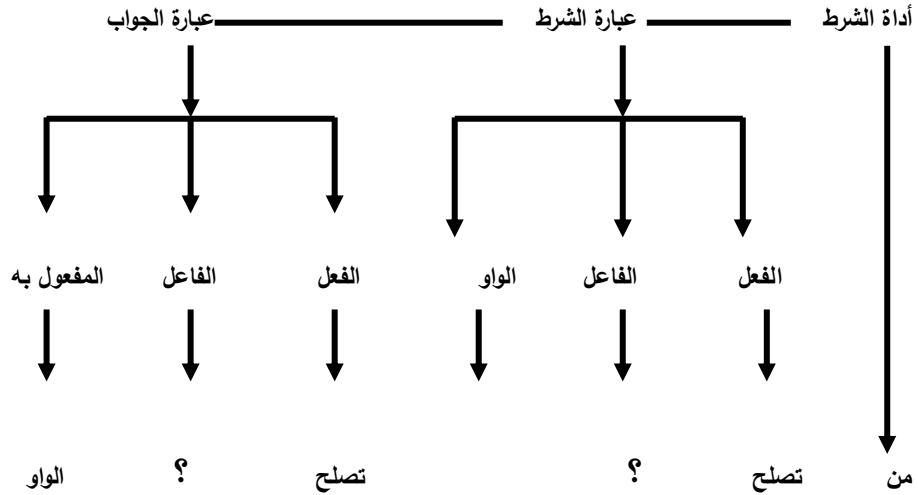 أداة الشرط عبارة الشرط عبارة الجواب
الفعل الفاعل الواو الفعل الفاعل المفعول به
من تصلح ؟ تصلح ؟ الواو